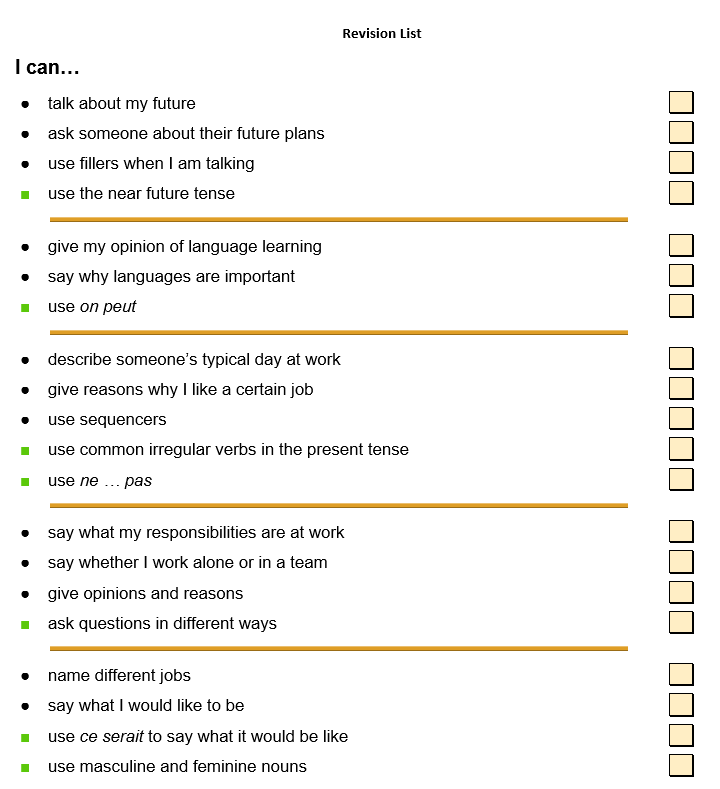 Revision List
I can…
● talk about my future
● ask someone about their future plans
● use fillers when I am talking
■ use the near future tense
● give my opinion of language learning
● say why languages are important
■ use on peut
● describe someone’s typical day at work
● give reasons why I like a certain job
● use sequencers
■ use common irregular verbs in the present tense
■ use ne … pas
● say what my responsibilities are at work
● say whether I work alone or in a team
● give opinions and reasons
■ ask questions in different ways
● name different jobs
● say what I would like to be
■ use ce serait to say what it would be like
■ use masculine and feminine nouns